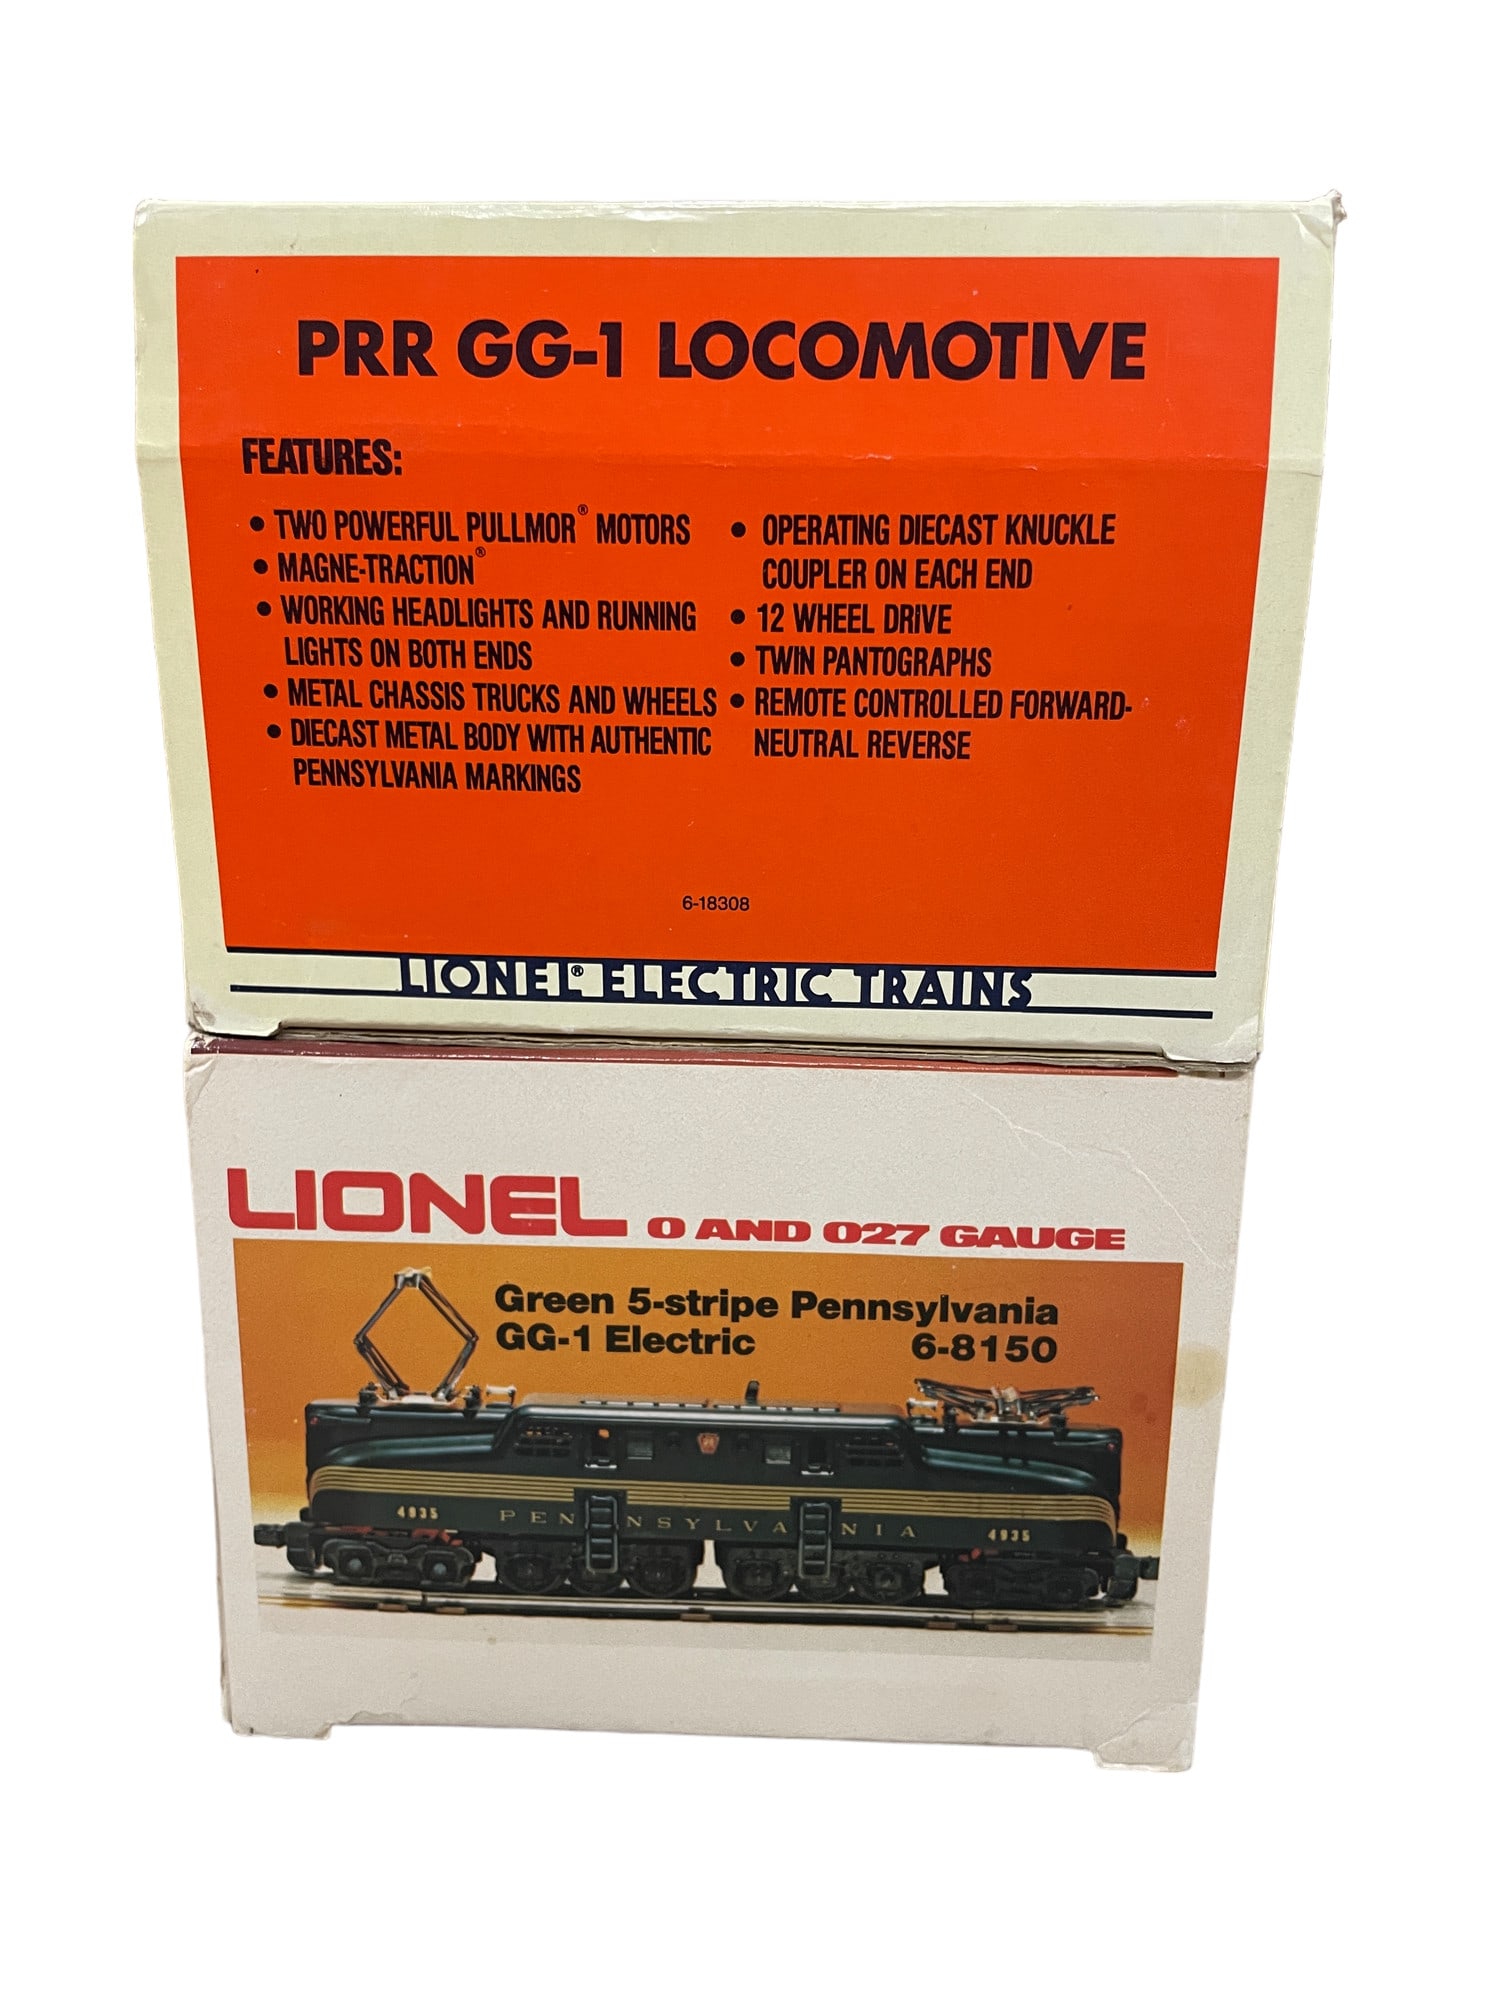 PRR GG-1 LOCOMOTIVE
FEATURES:
• TWO POWERFUL PULLMOR® MOTORS
• MAGNE-TRACTION®
• WORKING HEADLIGHTS AND RUNNING
LIGHTS ON BOTH ENDS
• METAL CHASSIS TRUCKS AND WHEELS
• DIECAST METAL BODY WITH AUTHENTIC
PENNSYLVANIA MARKINGS
• OPERATING DIECAST KNUCKLE
COUPLER ON EACH END
• 12 WHEEL DRIVE
• TWIN PANTOGRAPHS
• REMOTE CONTROLLED FORWARD-
NEUTRAL REVERSE
6-18308
LIONEL® ELECTRIC TRAINS
LIONEL O AND O27 GAUGE
Green 5-stripe Pennsylvania
GG-1 Electric 6-8150
4935 PENNSYLVANIA 4935